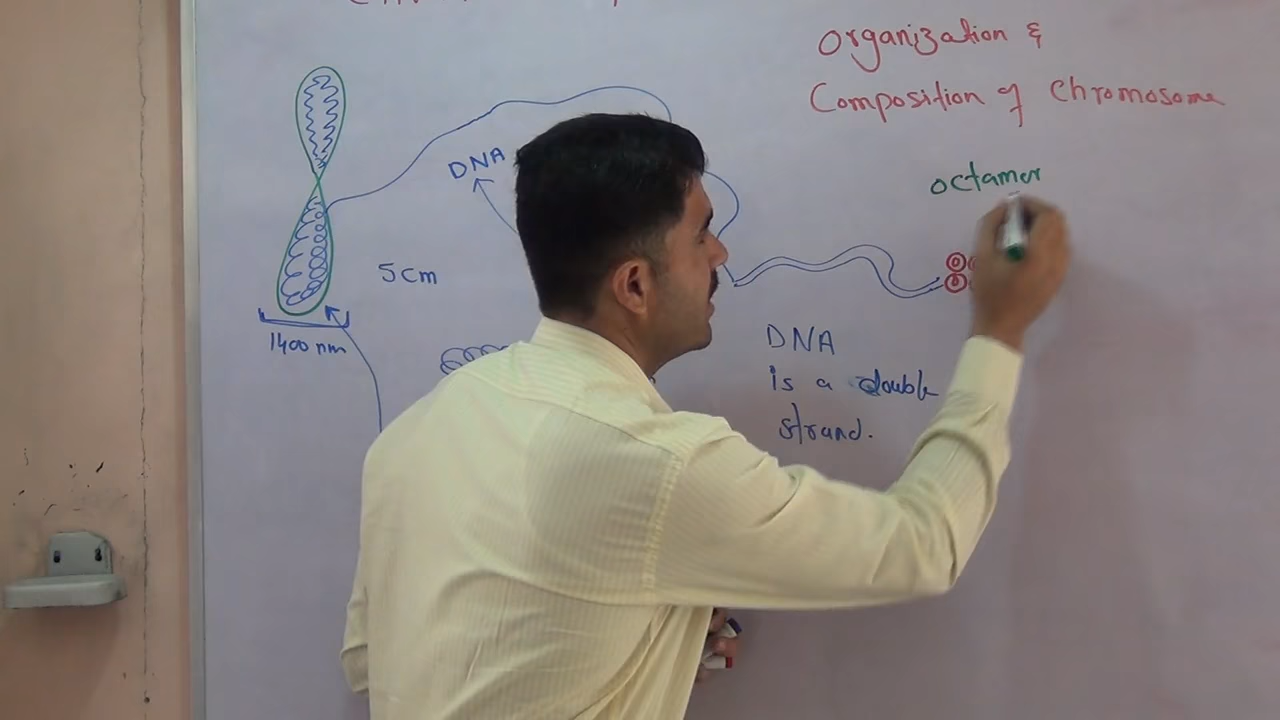 Organization &
Composition of Chromosome
octamer
DNA
5cm
1400 nm
DNA
is a double
strand.